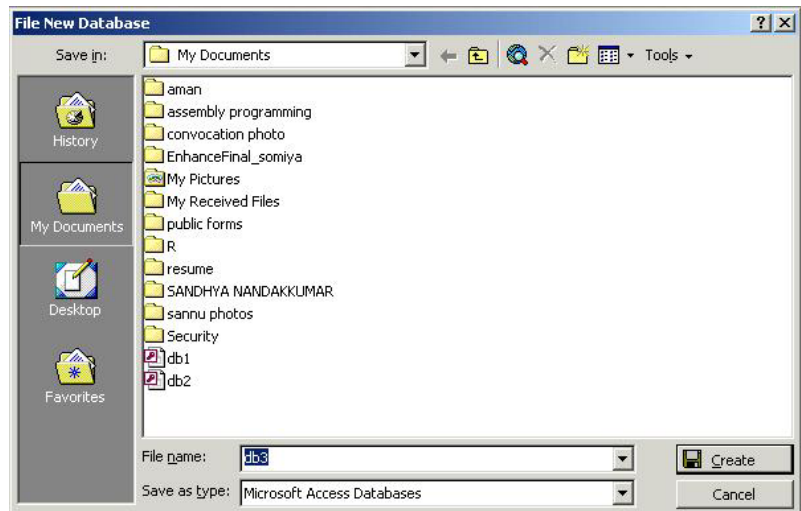 File New Database
Save in:
My Documents
Tools
History
My Documents
Desktop
Favorites
aman
assembly programming
convocation photo
EnhanceFinal_somiya
My Pictures
My Received Files
public forms
R
resume
SANDHYA NANDAKKUMAR
sannu photos
Security
db1
db2
File name:
db3
Create
Save as type:
Microsoft Access Databases
Cancel